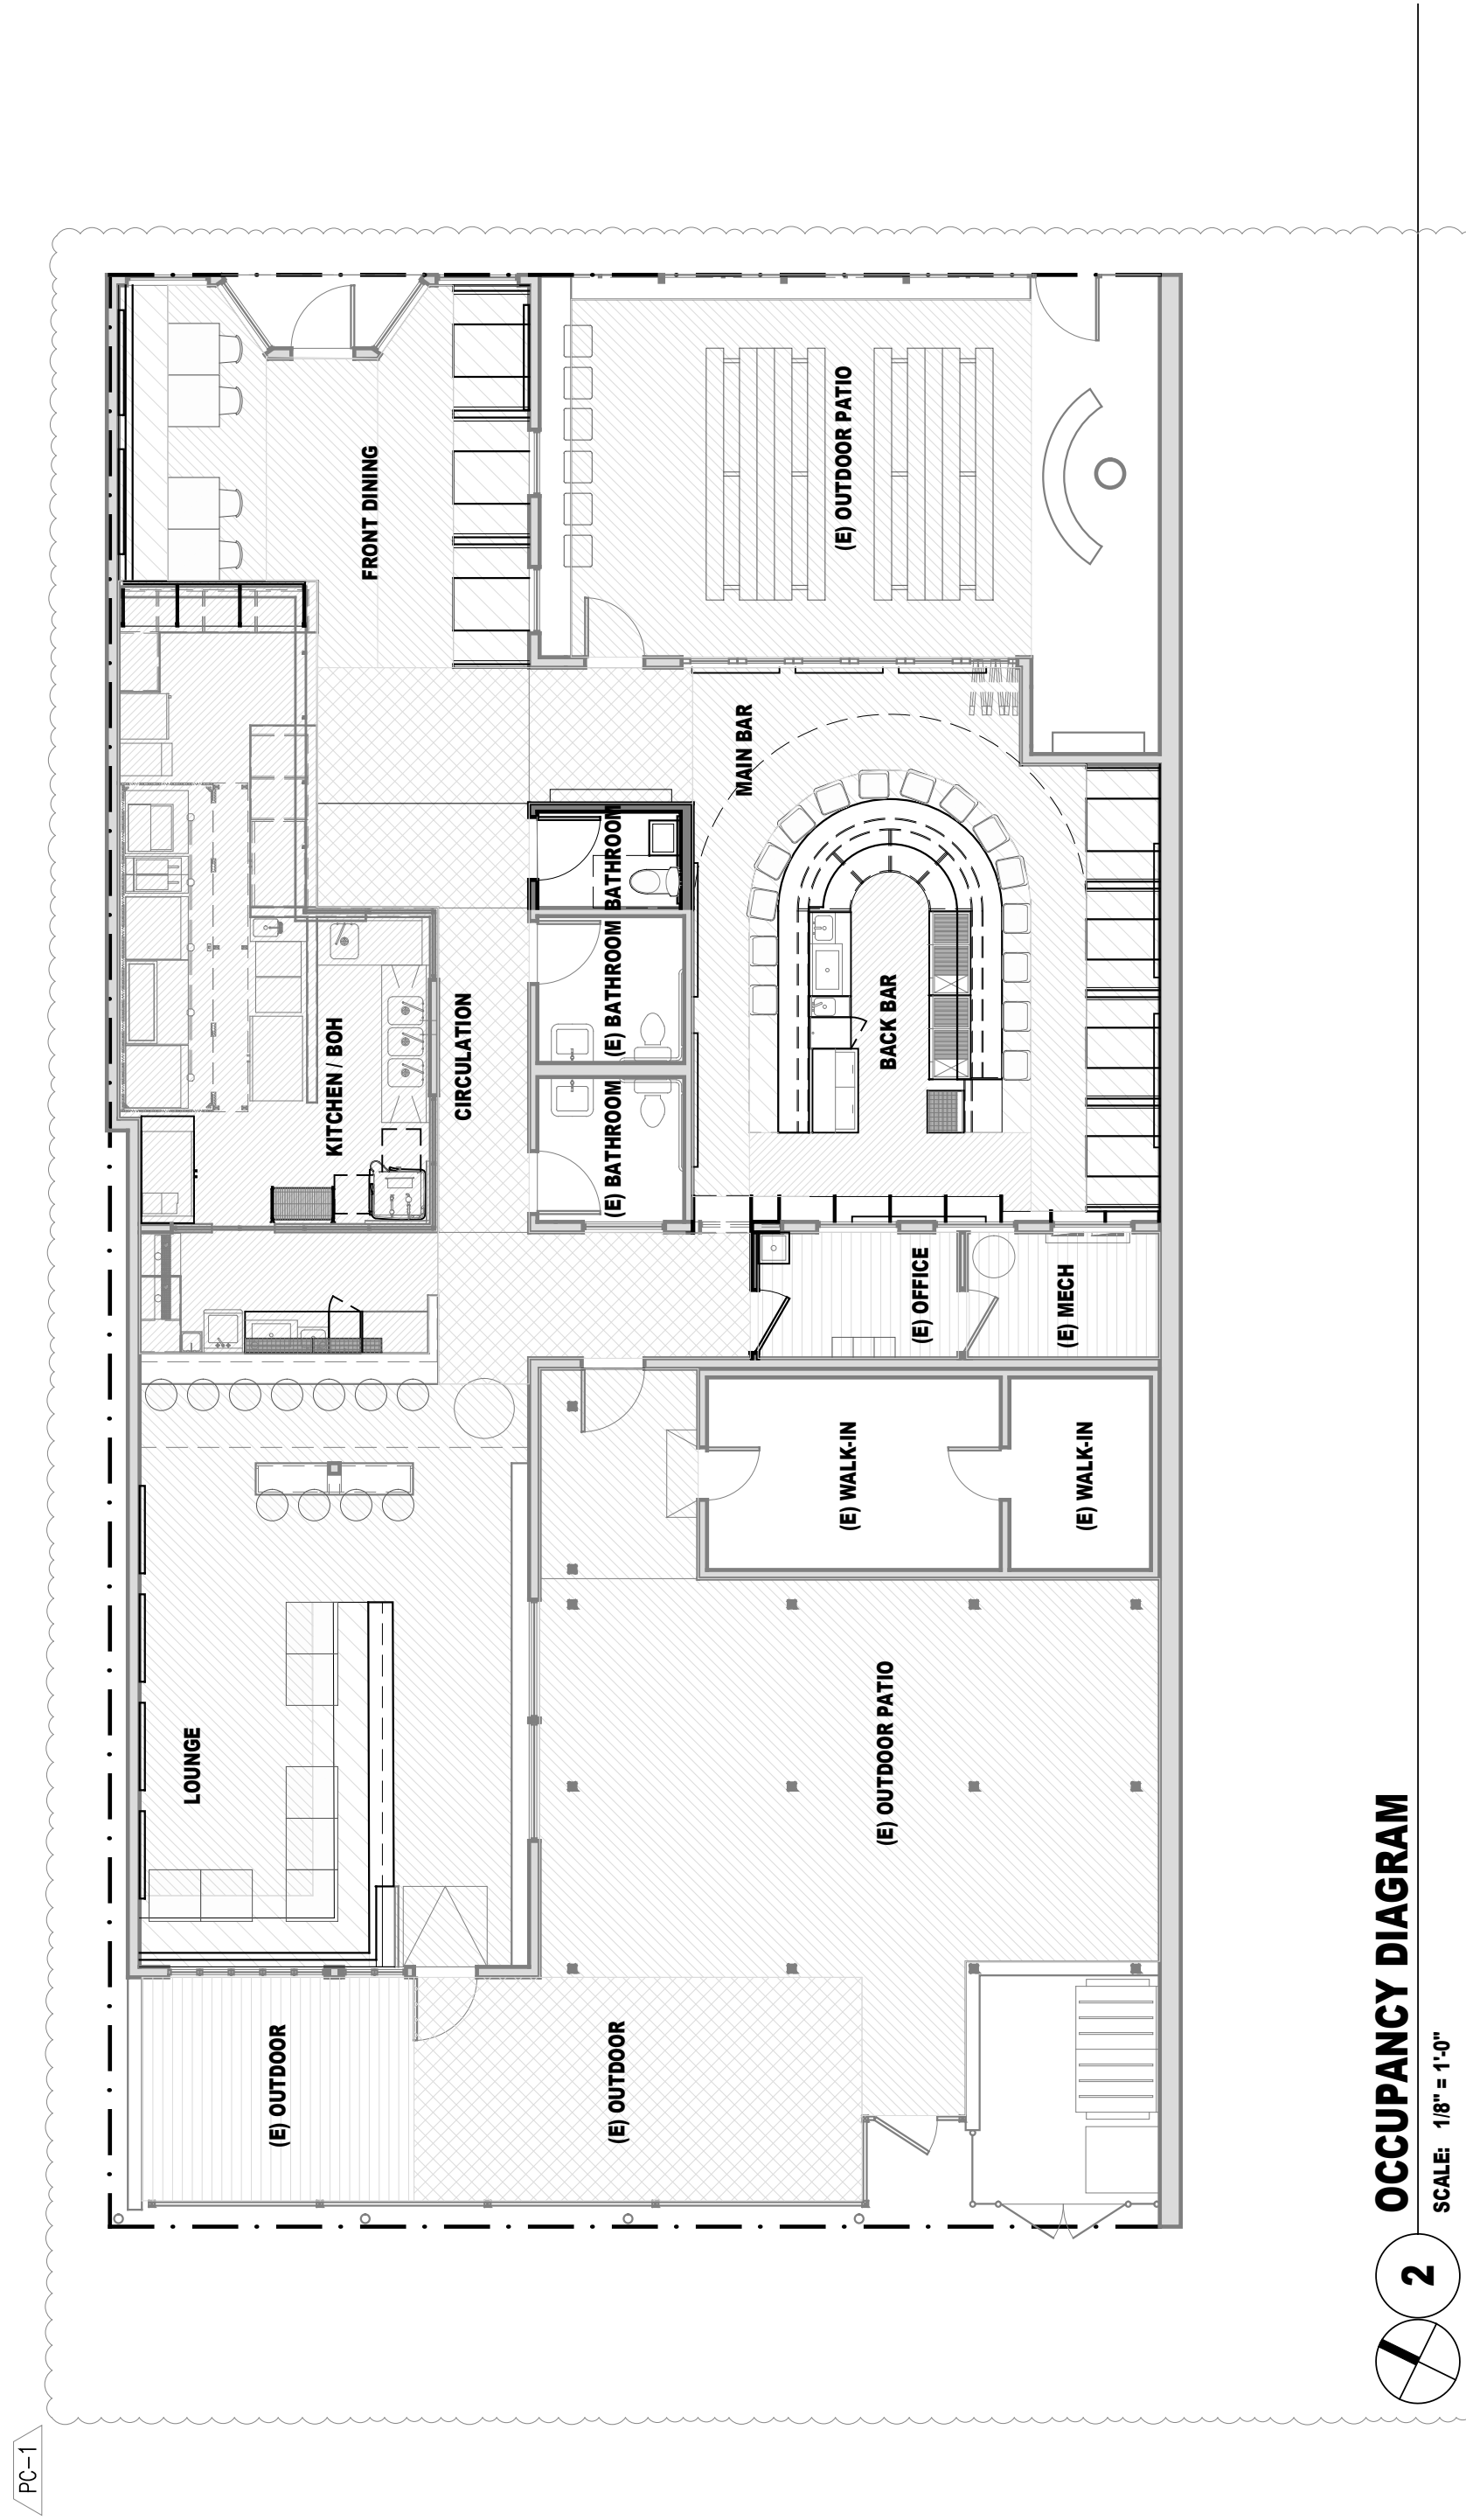 PC-1
LOUNGE
KITCHEN / BOH
FRONT DINING
CIRCULATION
(E) OUTDOOR
(E) OUTDOOR
(E) BATHROOM
(E) BATHROOM
BATHROOM
MAIN BAR
(E) OUTDOOR PATIO
(E) OUTDOOR PATIO
(E) WALK-IN
BACK BAR
(E) OFFICE
(E) MECH
(E) WALK-IN
2
OCCUPANCY DIAGRAM
SCALE: 1/8" = 1'-0"